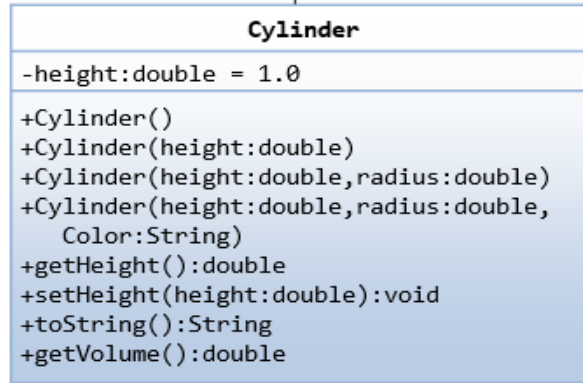 Cylinder
-height:double = 1.0
+Cylinder()
+Cylinder(height:double)
+Cylinder(height:double,radius:double)
+Cylinder(height:double,radius:double,
Color:String)
+getHeight():double
+setHeight(height:double):void
+toString():String
+getVolume():double